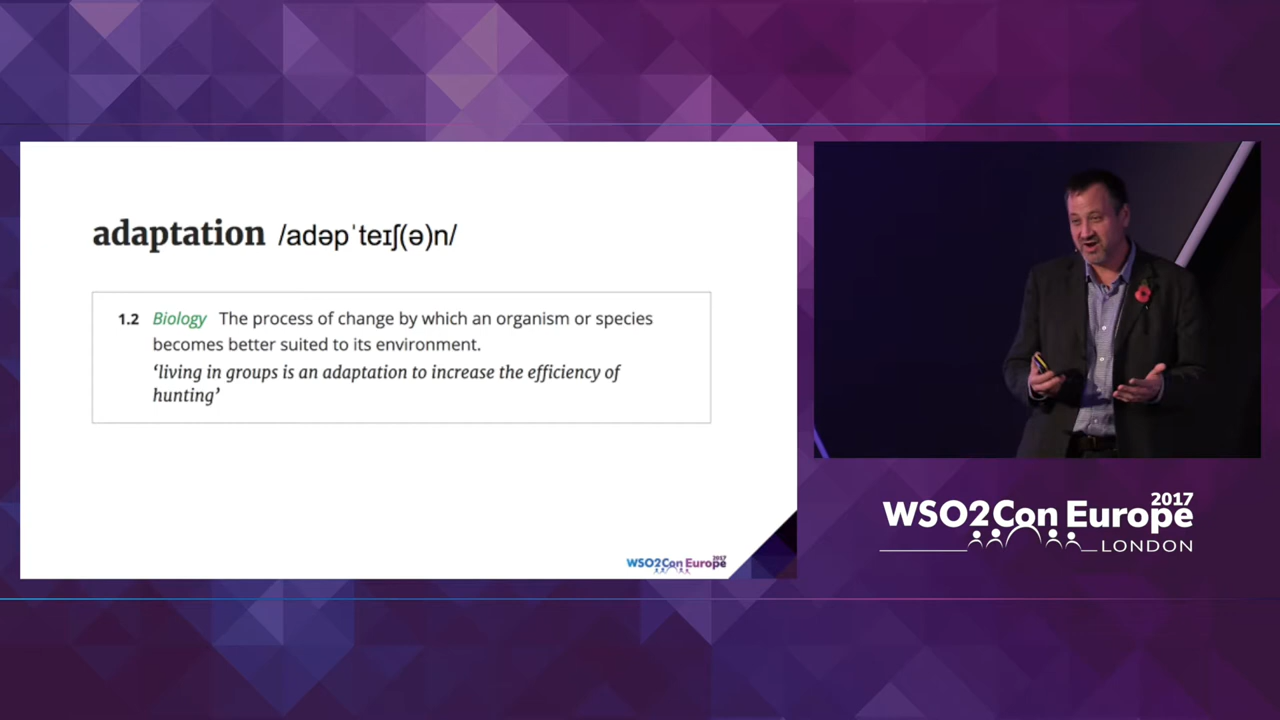 adaptation /adəpˈteɪʃ(ə)n/
1.2 Biology The process of change by which an organism or species
becomes better suited to its environment.
‘living in groups is an adaptation to increase the efficiency of
hunting’
WSO2Con Europe 2017
2017
WSO2Con Europe
LONDON